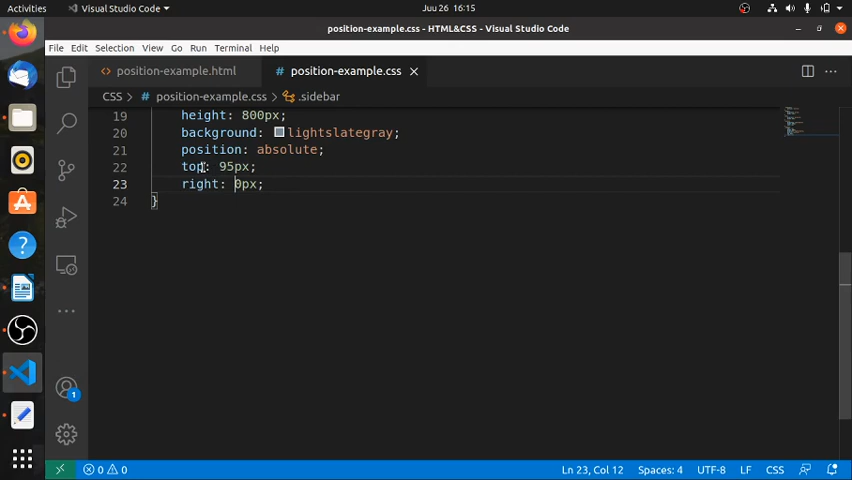 Activities
Visual Studio Code
Juu 26 16:15
position-example.css - HTML&CSS - Visual Studio Code
File Edit Selection View Go Run Terminal Help
position-example.html
position-example.css
CSS > position-example.css > .sidebar
19 height: 800px;
20 background: lightslategray;
21 position: absolute;
22 top: 95px;
23 right: 0px;
24 }
1
0 0
Ln 23, Col 12 Spaces: 4 UTF-8 LF CSS